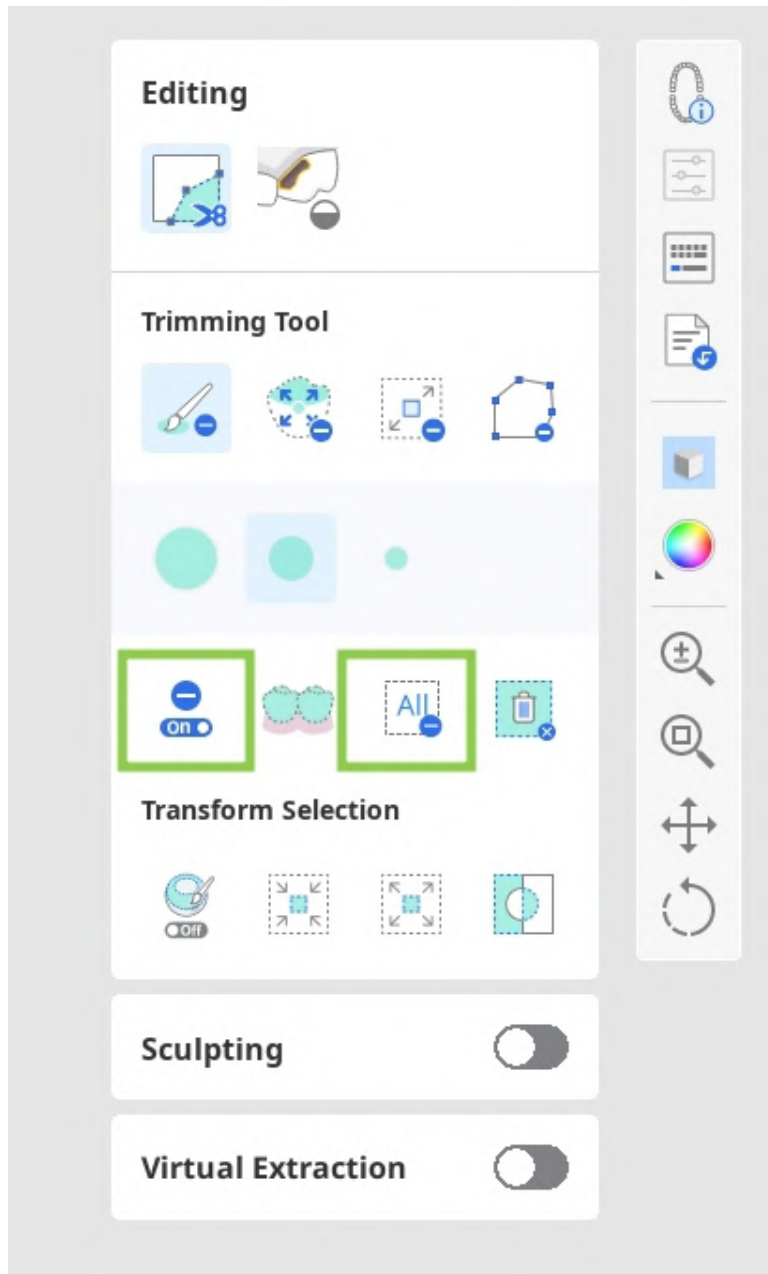 Editing
Trimming Tool
On
All
Transform Selection
Off
Sculpting
Virtual Extraction